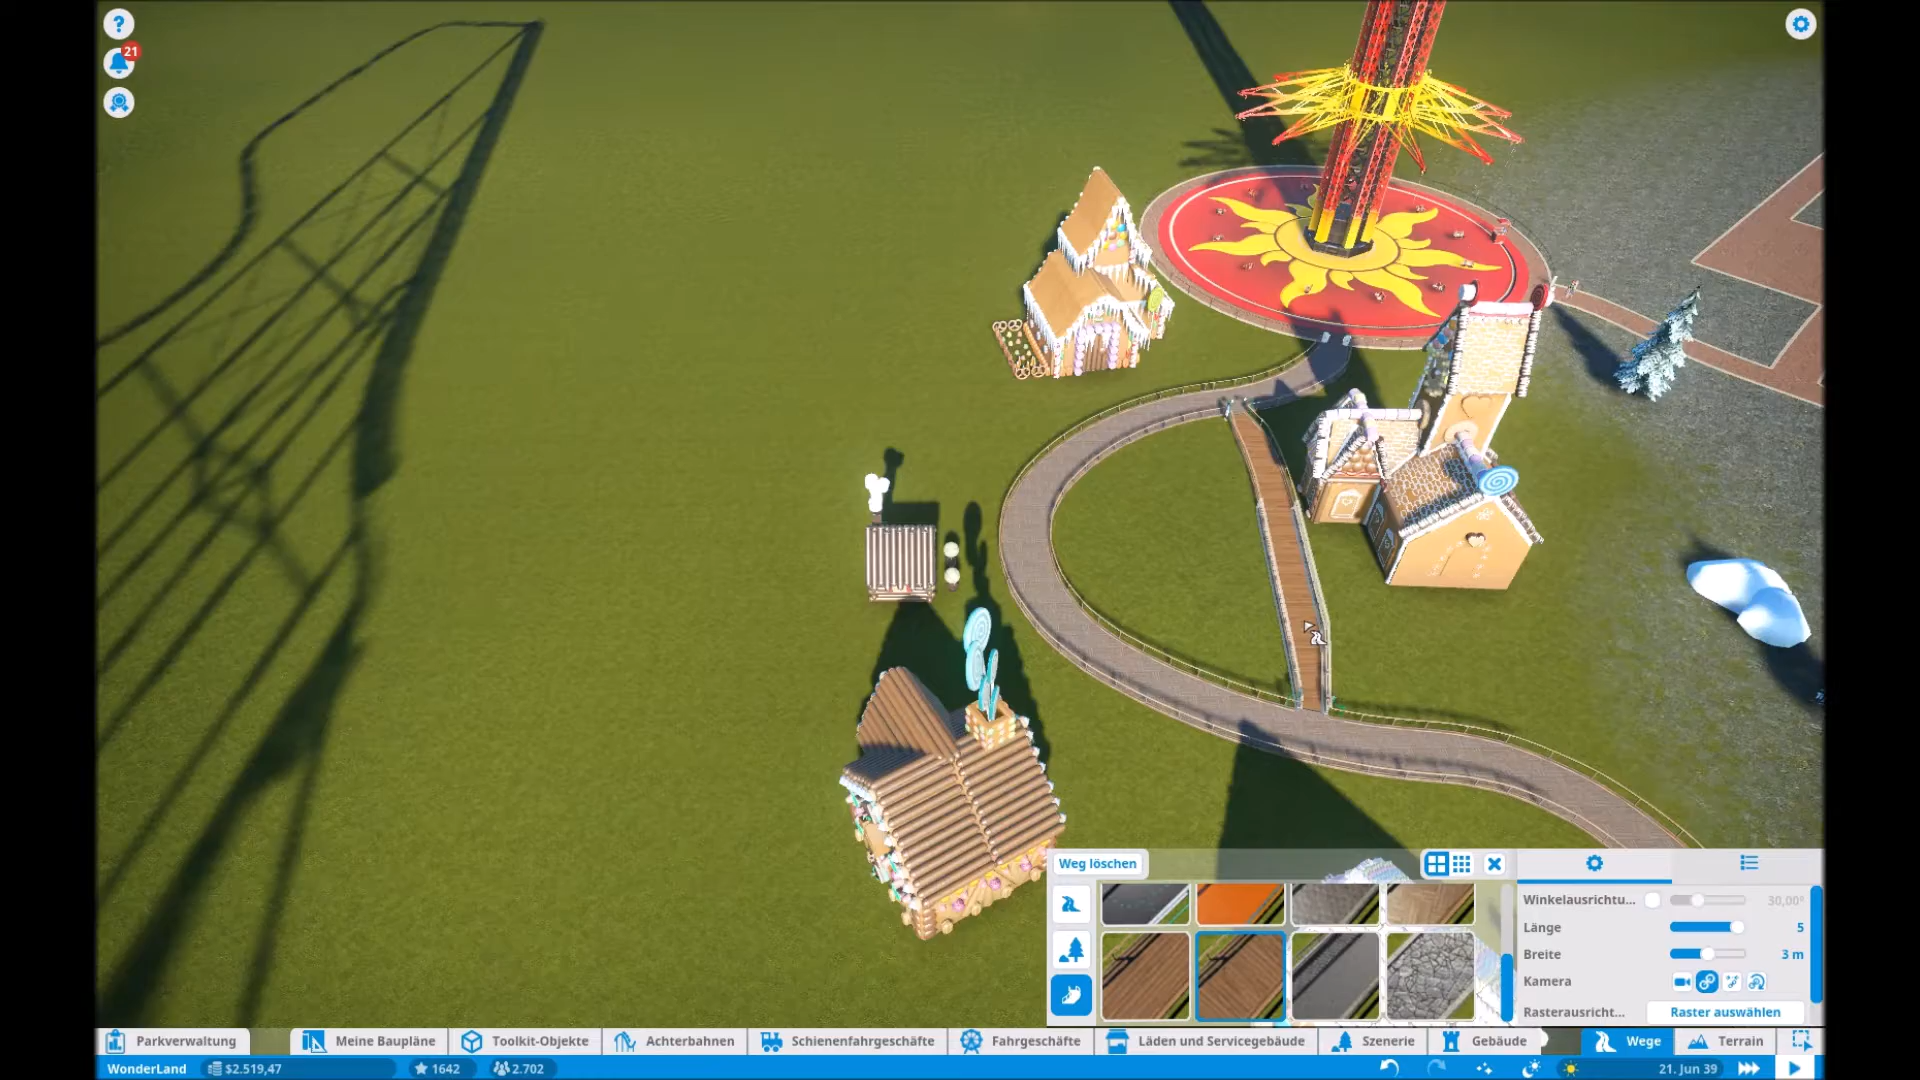 ?
21
Weg löschen
Winkelausrichtu... 30,00°
Länge 5
Breite 3 m
Kamera
Rasterausricht... Raster auswählen
Parkverwaltung Meine Baupläne Toolkit-Objekte Achterbahnen Schienenfahrgeschäfte Fahrgeschäfte Läden und Servicegebäude Szenerie Gebäude Wege Terrain
WonderLand $2.519,47 1642 2.702 21. Jun 39